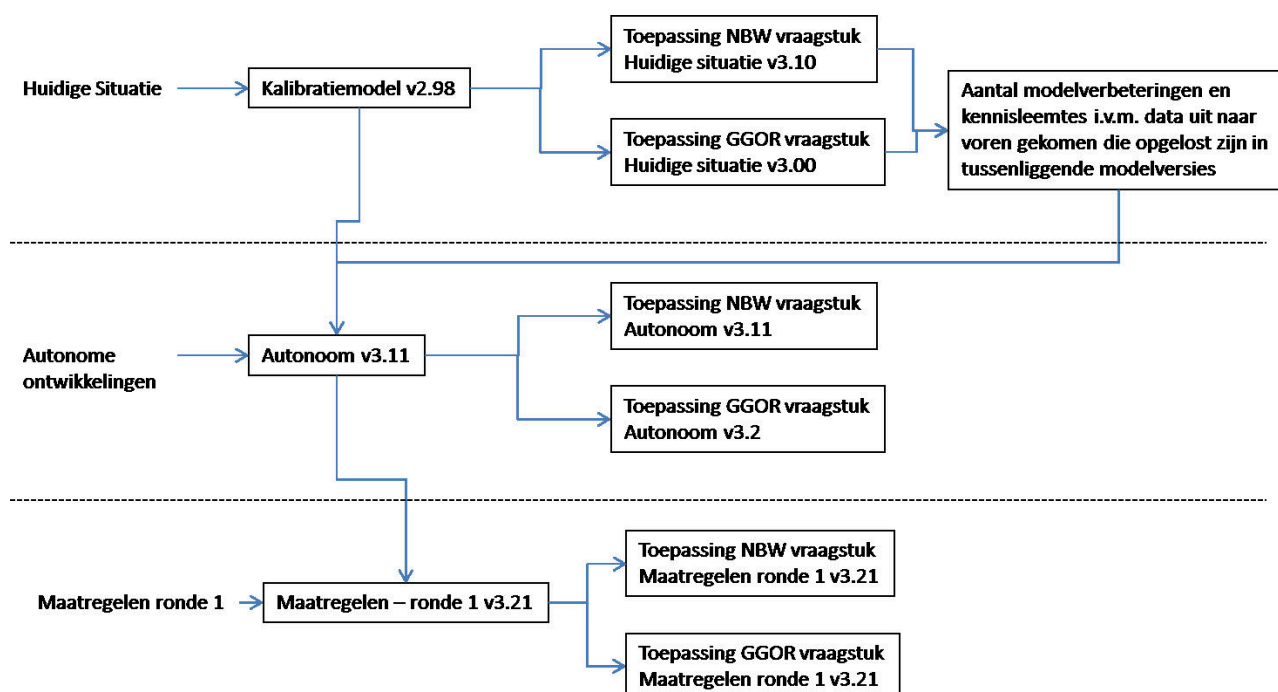 Huidige Situatie
Kalibratiemodel v2.98
Toepassing NBW vraagstuk
Huidige situatie v3.10
Toepassing GGOR vraagstuk
Huidige situatie v3.00
Aantal modelverbeteringen en
kennisleemtes i.v.m. data uit naar
voren gekomen die opgelost zijn in
tussenliggende modelversies
Autonome
ontwikkelingen
Autonoom v3.11
Toepassing NBW vraagstuk
Autonoom v3.11
Toepassing GGOR vraagstuk
Autonoom v3.2
Maatregelen ronde 1
Maatregelen – ronde 1 v3.21
Toepassing NBW vraagstuk
Maatregelen ronde 1 v3.21
Toepassing GGOR vraagstuk
Maatregelen ronde 1 v3.21